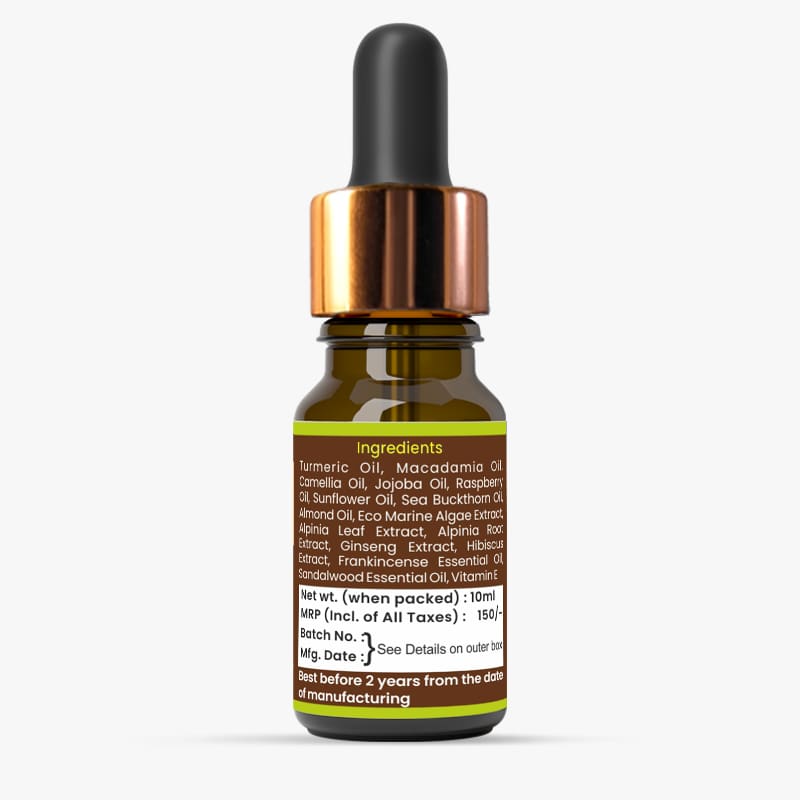 Ingredients
Turmeric Oil, Macadamia Oil,
Camellia Oil, Jojoba Oil, Raspberry
Oil, Sunflower Oil, Sea Buckthorn Oil,
Almond Oil, Eco Marine Algae Extract,
Alpinia Leaf Extract, Alpinia Root
Extract, Ginseng Extract, Hibiscus
Extract, Frankincense Essential Oil,
Sandalwood Essential Oil, Vitamin E
Net wt. (when packed) : 10ml
MRP (Incl. of All Taxes) : 150/-
Batch No. :
Mfg. Date :} See Details on outer box
Best before 2 years from the date
of manufacturing